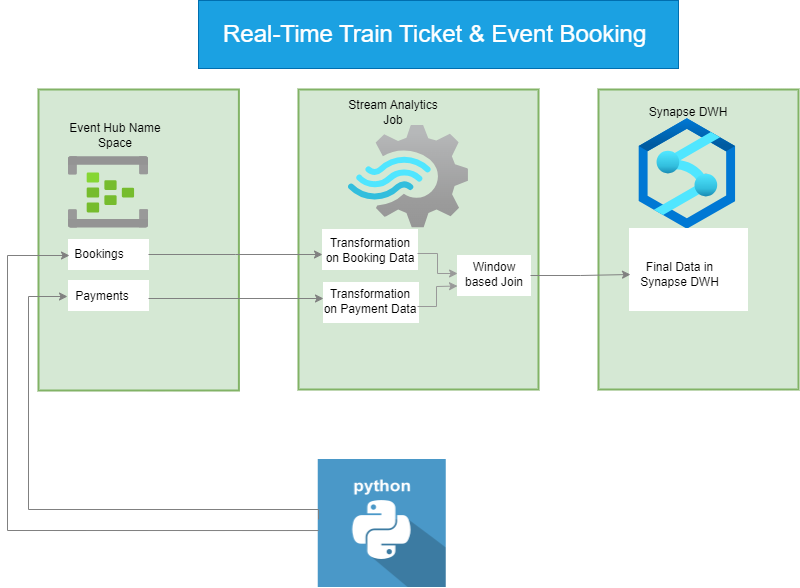 Real-Time Train Ticket & Event Booking
Event Hub Name
Space
Bookings
Payments
Stream Analytics
Job
Transformation
on Booking Data
Transformation
on Payment Data
Window
based Join
Synapse DWH
Final Data in
Synapse DWH
python